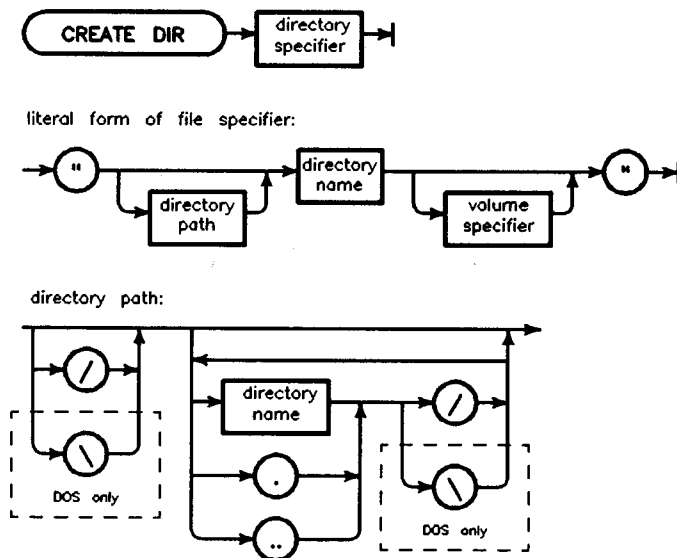 CREATE DIR
directory
specifier
literal form of file specifier:
"
directory
path
directory
name
volume
specifier
"
directory path:
/
\
DOS only
directory
name
.
..
/
\
DOS only